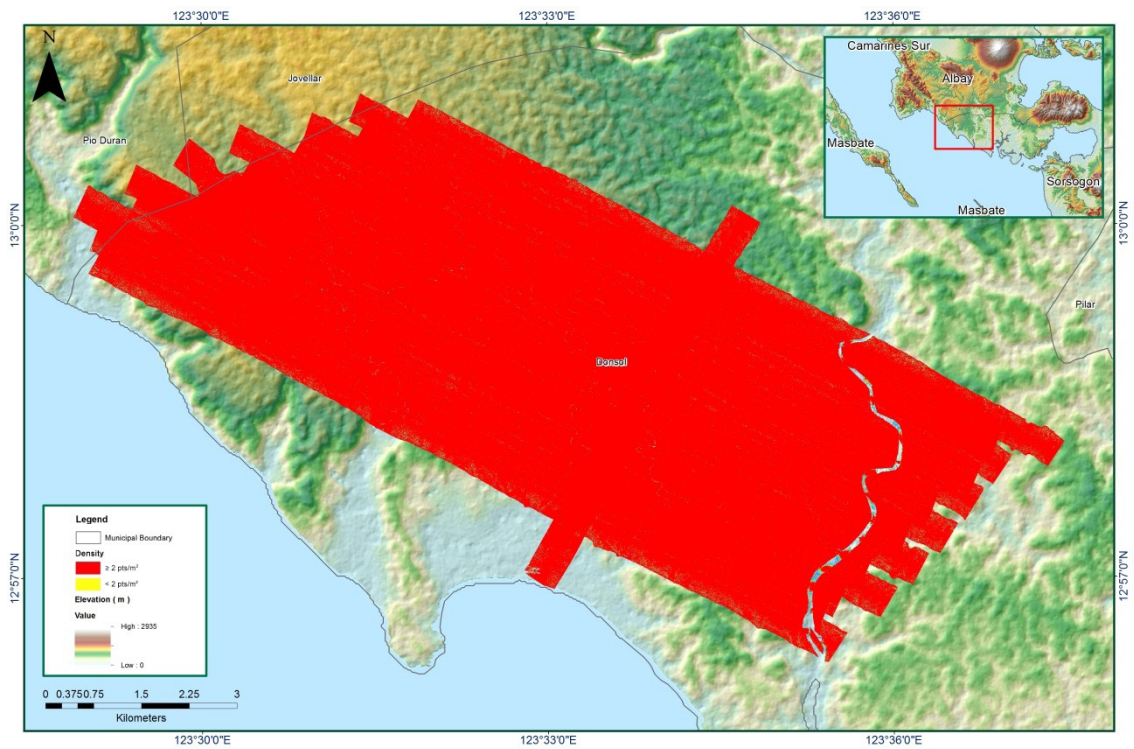 123°30'0"E 123°33'0"E 123°36'0"E
N
Jovellar
Pio Duran
Camarines Sur
Albay
Masbate
Sorsogon
Masbate
13°0'0"N 13°0'0"N
Pilar
Donsol
12°57'0"N 12°57'0"N
Legend
Municipal Boundary
Density
≥ 2 pts/m²
< 2 pts/m²
Elevation ( m )
Value
High : 2935
Low : 0
0 0.375 0.75 1.5 2.25 3
Kilometers
123°30'0"E 123°33'0"E 123°36'0"E